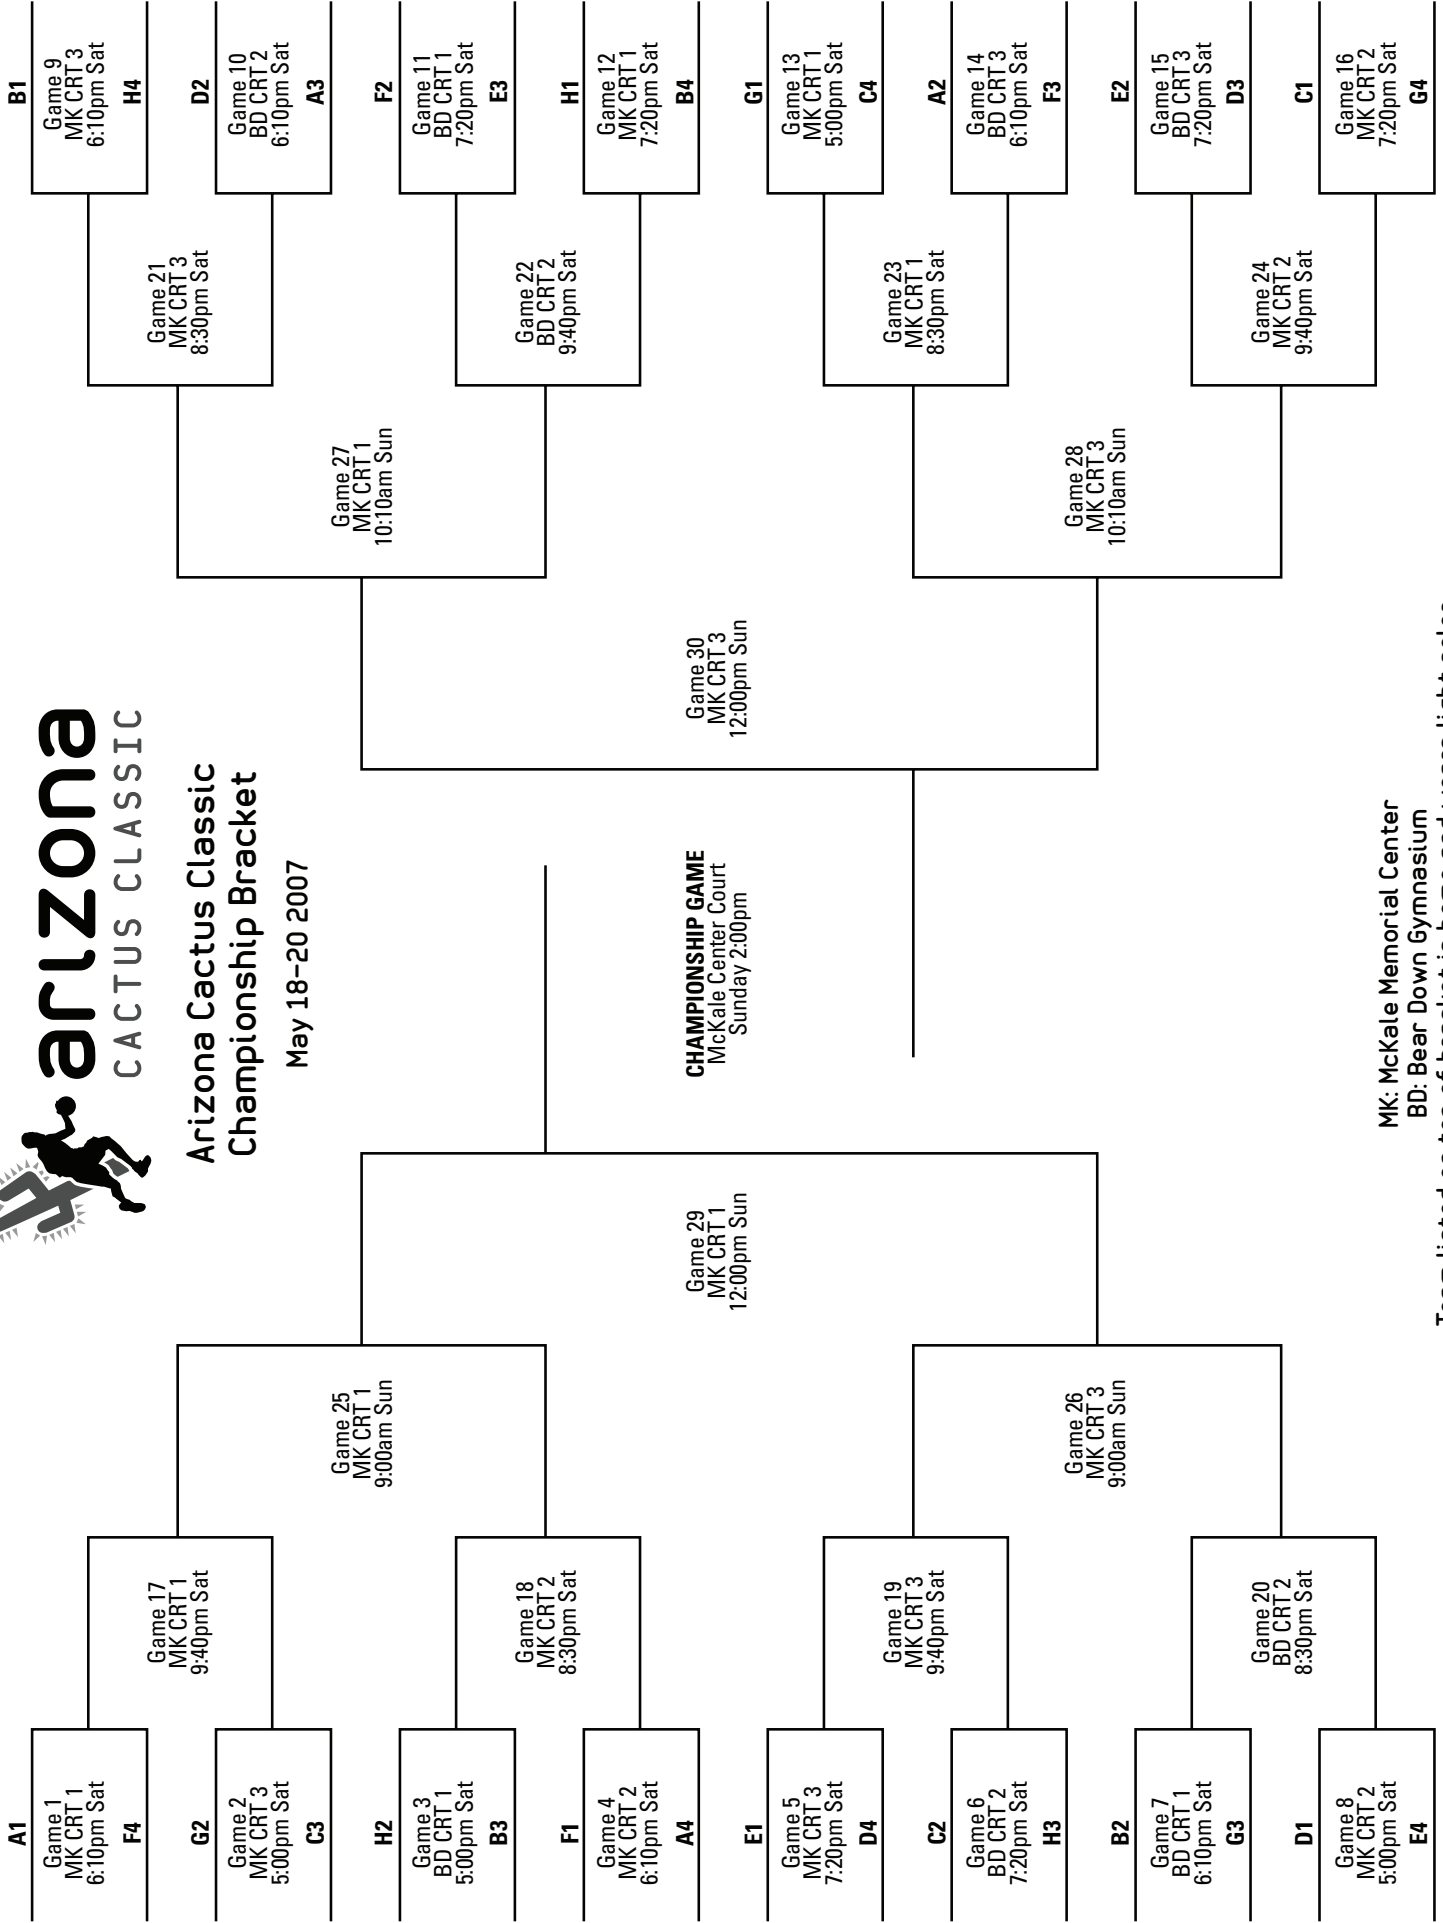 arizona
CACTUS CLASSIC
Arizona Cactus Classic
Championship Bracket
May 18-20 2007
A1
Game 1
MK CRT 1
6:10pm Sat
F4
G2
Game 2
MK CRT 3
5:00pm Sat
C3
H2
Game 3
BD CRT 1
5:00pm Sat
B3
F1
Game 4
MK CRT 2
6:10pm Sat
A4
E1
Game 5
MK CRT 3
7:20pm Sat
D4
C2
Game 6
BD CRT 2
7:20pm Sat
H3
B2
Game 7
BD CRT 1
6:10pm Sat
G3
D1
Game 8
MK CRT 2
5:00pm Sat
E4
Game 17
MK CRT 1
9:40pm Sat
Game 18
MK CRT 2
8:30pm Sat
Game 19
MK CRT 3
9:40pm Sat
Game 20
BD CRT 2
8:30pm Sat
Game 25
MK CRT 1
9:00am Sun
Game 26
MK CRT 3
9:00am Sun
Game 29
MK CRT 1
12:00pm Sun
CHAMPIONSHIP GAME
McKale Center Court
Sunday 2:00pm
Game 30
MK CRT 3
12:00pm Sun
Game 27
MK CRT 1
10:10am Sun
Game 28
MK CRT 3
10:10am Sun
Game 21
MK CRT 3
8:30pm Sat
Game 22
BD CRT 2
9:40pm Sat
Game 23
MK CRT 1
8:30pm Sat
Game 24
MK CRT 2
9:40pm Sat
B1
Game 9
MK CRT 3
6:10pm Sat
H4
D2
Game 10
BD CRT 2
6:10pm Sat
A3
F2
Game 11
BD CRT 1
7:20pm Sat
E3
H1
Game 12
MK CRT 1
7:20pm Sat
B4
G1
Game 13
MK CRT 1
5:00pm Sat
C4
A2
Game 14
BD CRT 3
6:10pm Sat
F3
E2
Game 15
BD CRT 3
7:20pm Sat
D3
C1
Game 16
MK CRT 2
7:20pm Sat
G4
MK: McKale Memorial Center
BD: Bear Down Gymnasium